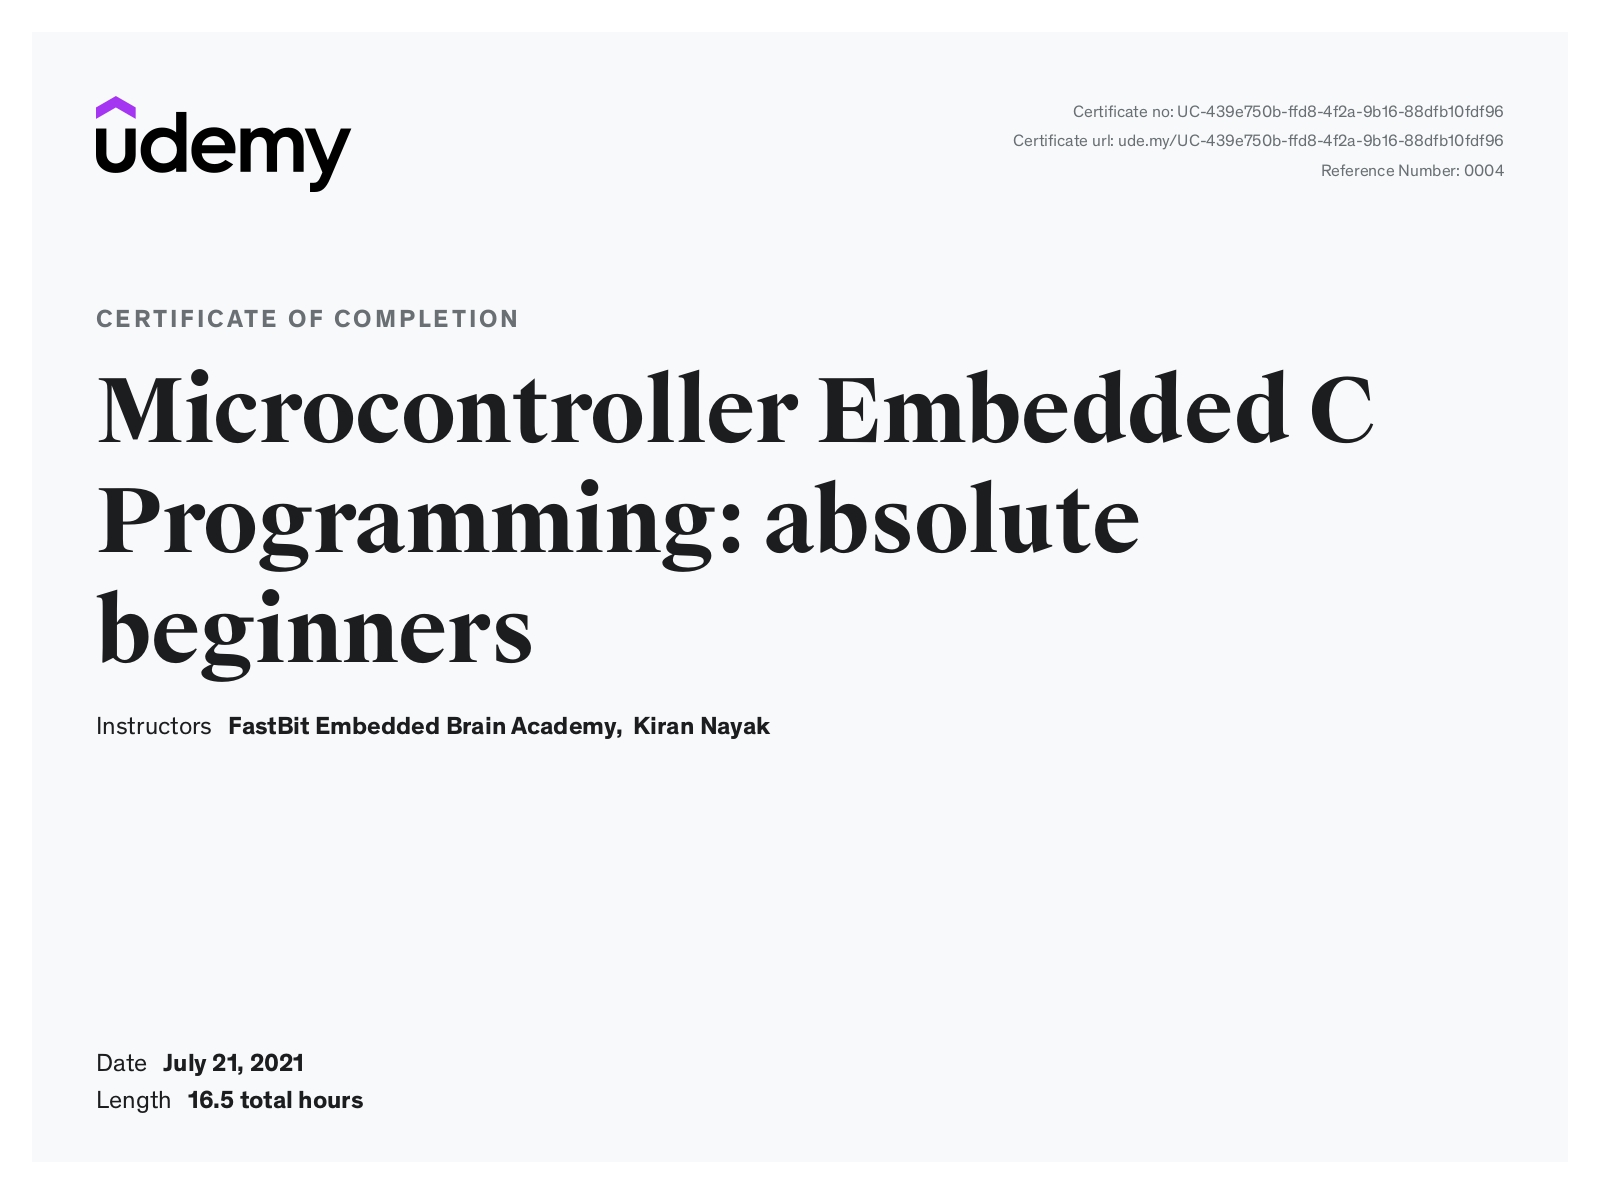 udemy
Certificate no: UC-439e750b-ffd8-4f2a-9b16-88dfb10fdf96
Certificate url: ude.my/UC-439e750b-ffd8-4f2a-9b16-88dfb10fdf96
Reference Number: 0004
CERTIFICATE OF COMPLETION
Microcontroller Embedded C
Programming: absolute
beginners
Instructors FastBit Embedded Brain Academy, Kiran Nayak
Date July 21, 2021
Length 16.5 total hours